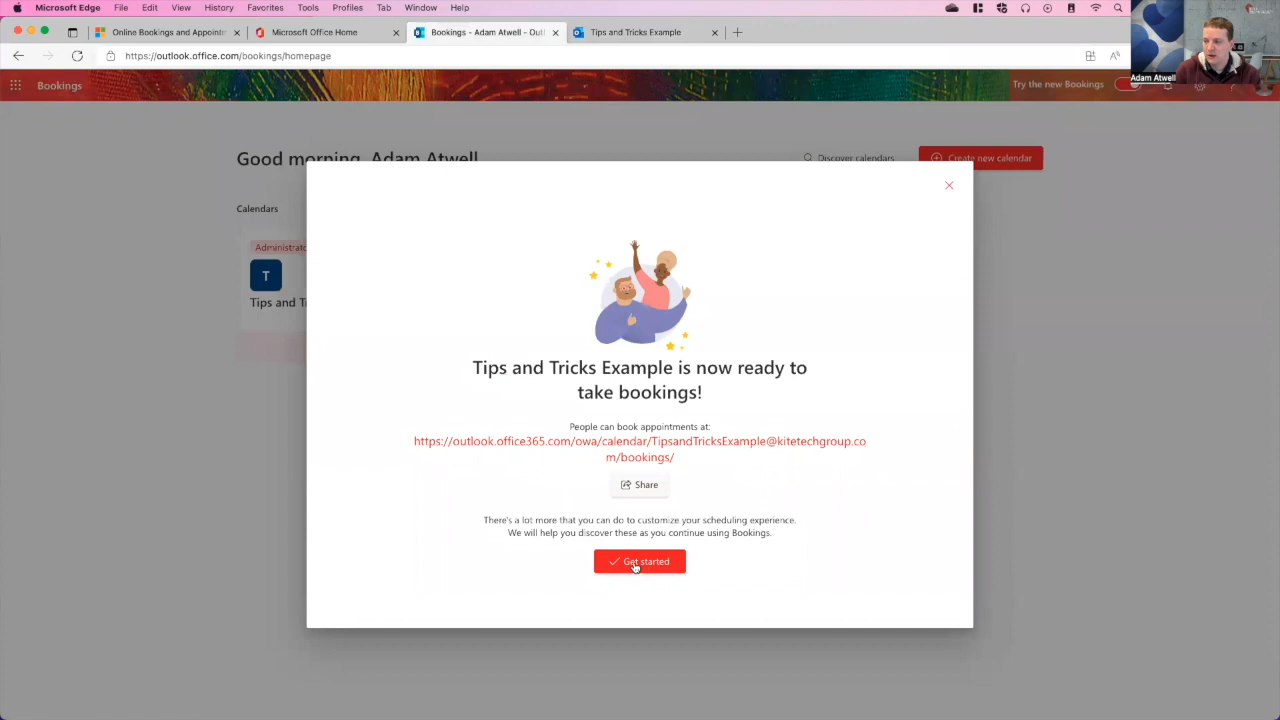 Microsoft Edge File Edit View History Favorites Tools Profiles Tab Window Help
Online Bookings and Appointm
Microsoft Office Home
Bookings - Adam Atwell - Outl
Tips and Tricks Example
https://outlook.office.com/bookings/homepage
Adam Atwell
Bookings
Try the new Bookings
Good morning, Adam Atwell
Discover calendars
Create new calendar
Calendars
Administrato
T
Tips and Tr
Tips and Tricks Example is now ready to
take bookings!
People can book appointments at:
https://outlook.office365.com/owa/calendar/TipsandTricksExample@kitetechgroup.co
m/bookings/
Share
There's a lot more that you can do to customize your scheduling experience.
We will help you discover these as you continue using Bookings.
Get started